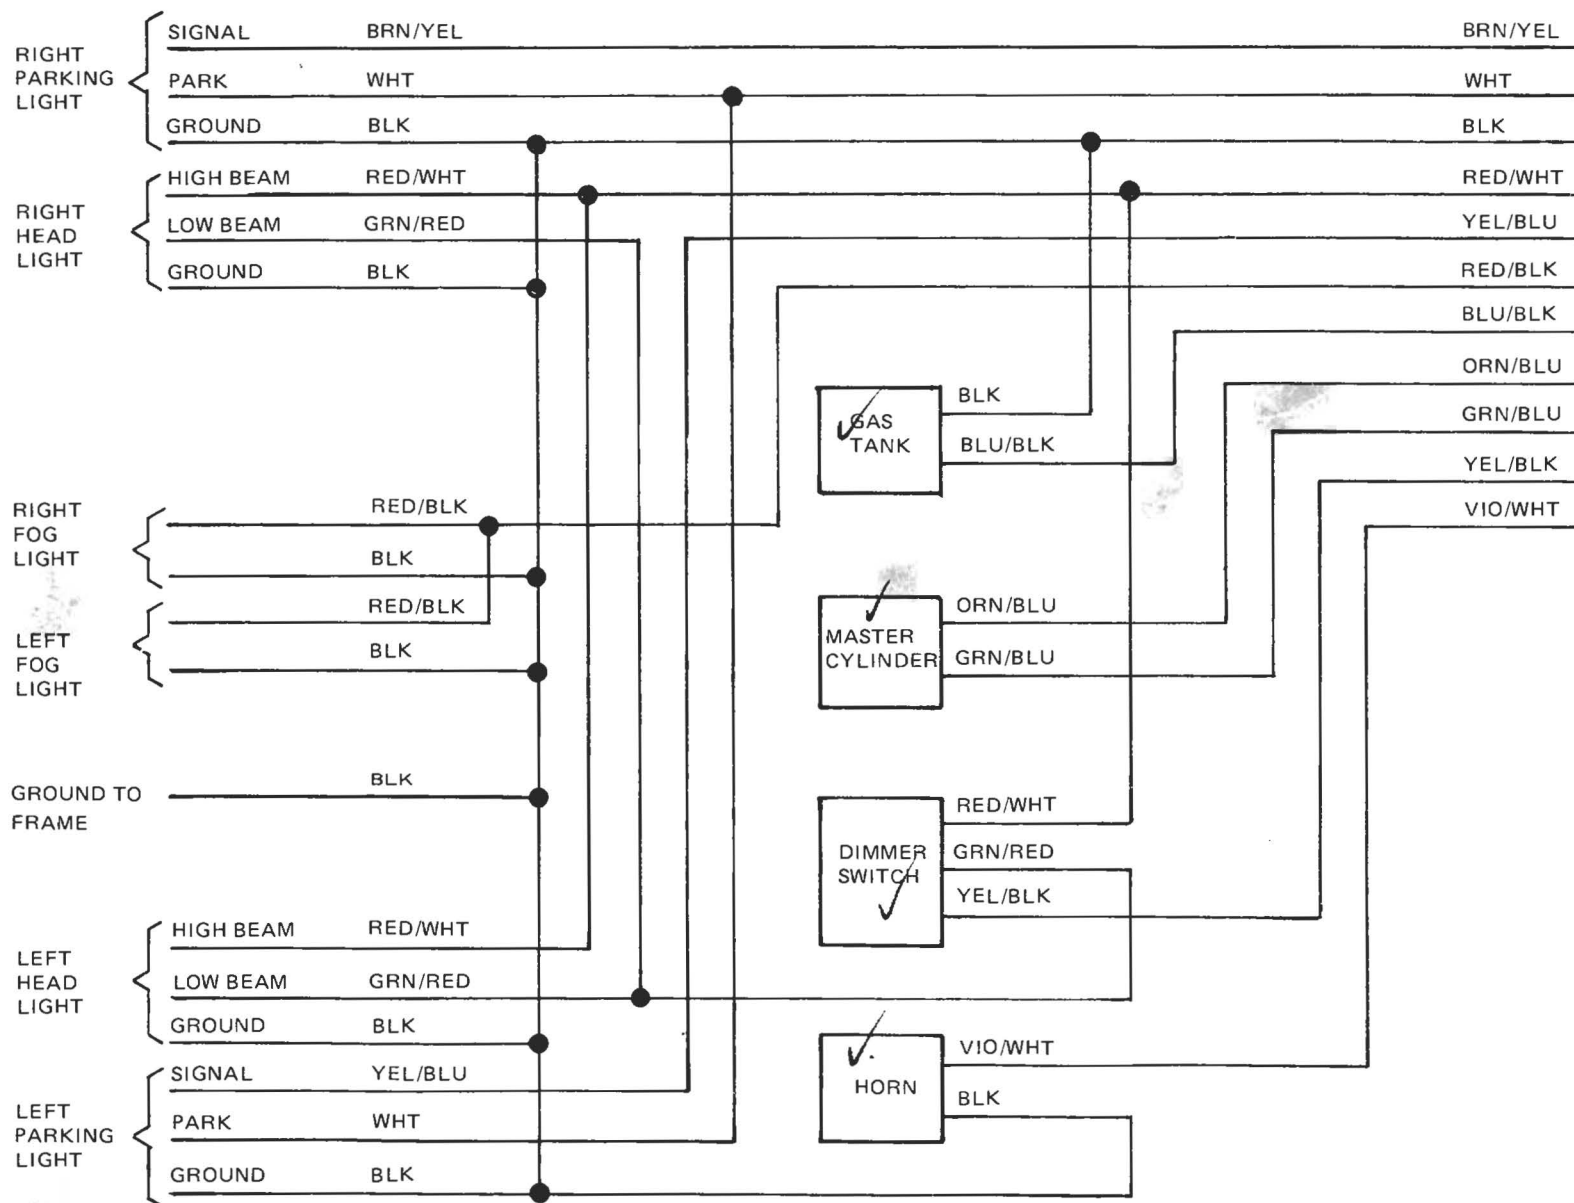 RIGHT
PARKING
LIGHT
SIGNAL BRN/YEL BRN/YEL
PARK WHT WHT
GROUND BLK BLK
RIGHT
HEAD
LIGHT
HIGH BEAM RED/WHT RED/WHT
LOW BEAM GRN/RED YEL/BLU
GROUND BLK RED/BLK
BLU/BLK
ORN/BLU
GRN/BLU
YEL/BLK
VIO/WHT
GAS
TANK
BLK
BLU/BLK
RIGHT
FOG
LIGHT
RED/BLK
BLK
LEFT
FOG
LIGHT
RED/BLK
BLK
MASTER
CYLINDER
ORN/BLU
GRN/BLU
GROUND TO
FRAME
BLK
DIMMER
SWITCH
RED/WHT
GRN/RED
YEL/BLK
LEFT
HEAD
LIGHT
HIGH BEAM RED/WHT
LOW BEAM GRN/RED
GROUND BLK
HORN
VIO/WHT
BLK
LEFT
PARKING
LIGHT
SIGNAL YEL/BLU
PARK WHT
GROUND BLK